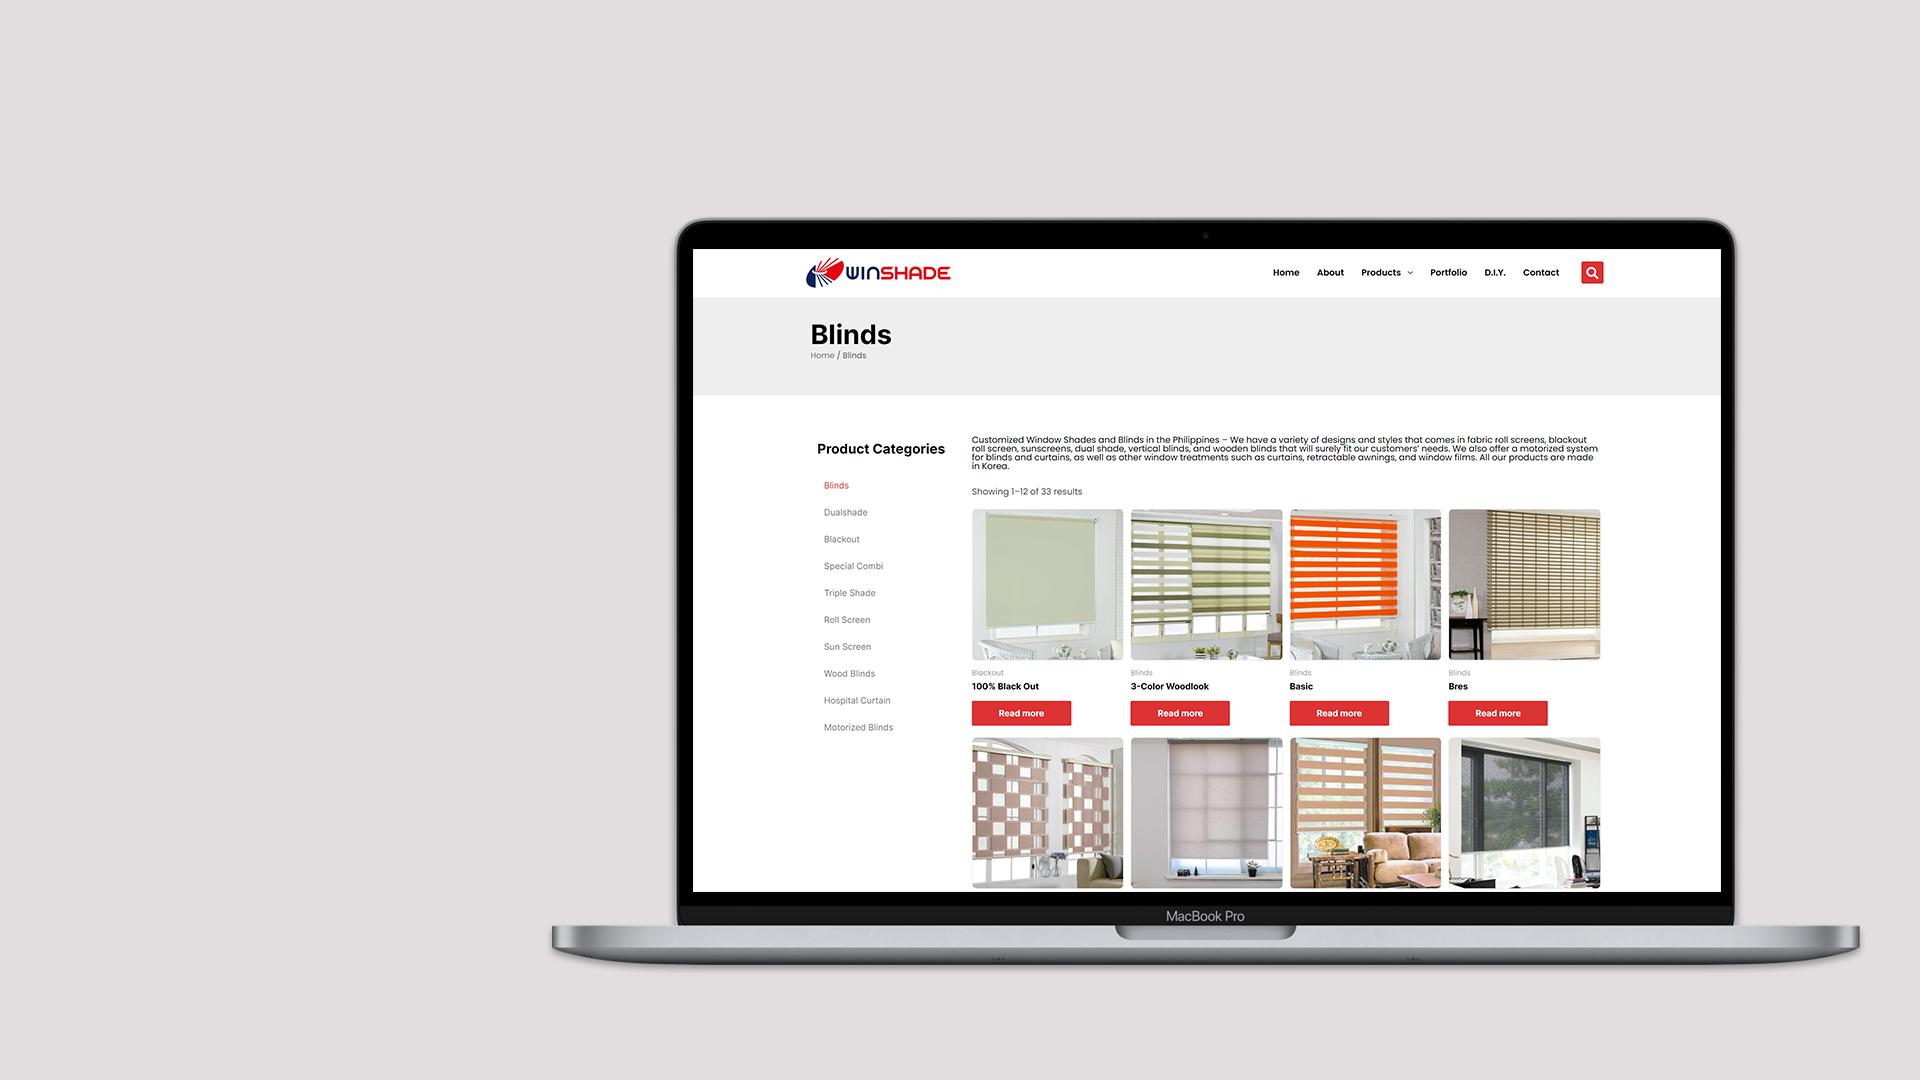 WINSHADE
Home About Products Portfolio D.I.Y. Contact
Blinds
Home / Blinds
Product Categories
Blinds
Dualshade
Blackout
Special Combi
Triple Shade
Roll Screen
Sun Screen
Wood Blinds
Hospital Curtain
Motorized Blinds
Customized Window Shades and Blinds in the Philippines – We have a variety of designs and styles that comes in fabric roll screens, blackout
roll screen, sunscreens, dual shade, vertical blinds, and wooden blinds that will surely fit our customers’ needs. We also offer a motorized system
for blinds and curtains, as well as other window treatments such as curtains, retractable awnings, and window films. All our products are made
in Korea.
Showing 1–12 of 33 results
Blackout
100% Black Out
Read more
Blinds
3-Color Woodlook
Read more
Blinds
Basic
Read more
Blinds
Bres
Read more
MacBook Pro